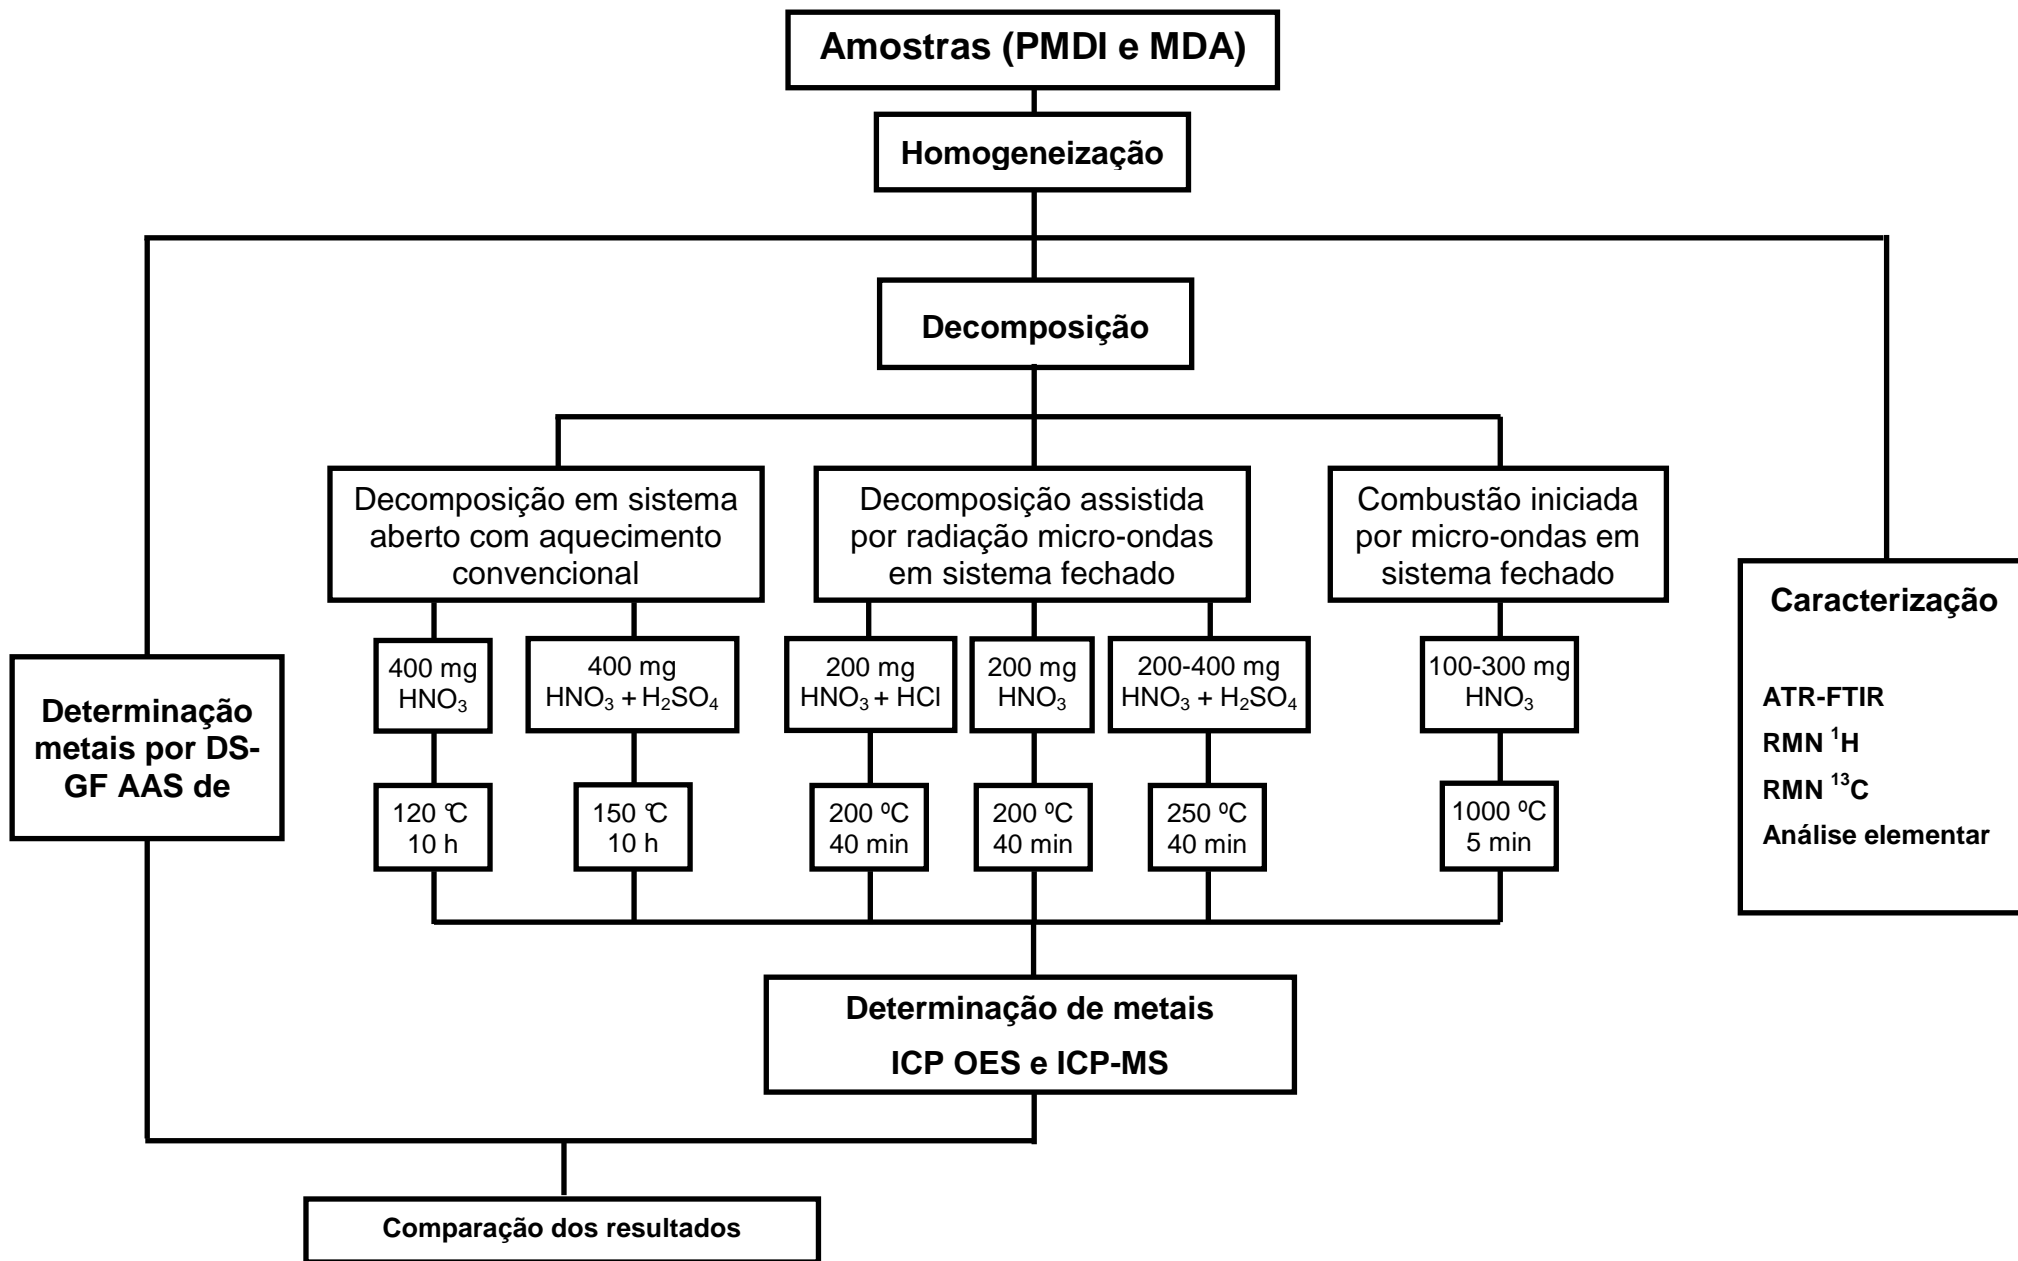 Amostras (PMDI e MDA)
Homogeneização
Decomposição
Decomposição em sistema
aberto com aquecimento
convencional
Decomposição assistida
por radiação micro-ondas
em sistema fechado
Combustão iniciada
por micro-ondas em
sistema fechado
400 mg
HNO₃
400 mg
HNO₃ + H₂SO₄
200 mg
HNO₃ + HCl
200 mg
HNO₃
200-400 mg
HNO₃ + H₂SO₄
100-300 mg
HNO₃
120 ºC
10 h
150 ºC
10 h
200 ºC
40 min
200 ºC
40 min
250 ºC
40 min
1000 ºC
5 min
Determinação
metais por DS-
GF AAS de
Caracterização
ATR-FTIR
RMN ¹H
RMN ¹³C
Análise elementar
Determinação de metais
ICP OES e ICP-MS
Comparação dos resultados